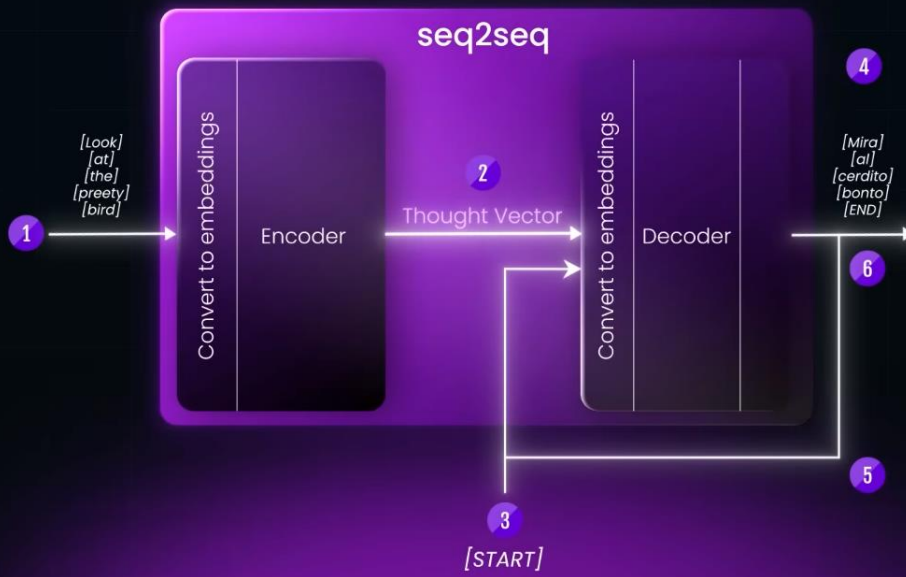 seq2seq
4
[Look]
[at]
[the]
[preety]
[bird]
1
Convert to embeddings
Encoder
2
Thought Vector
Convert to embeddings
Decoder
[Mira]
[al]
[cerdito]
[bonto]
[END]
6
5
3
[START]